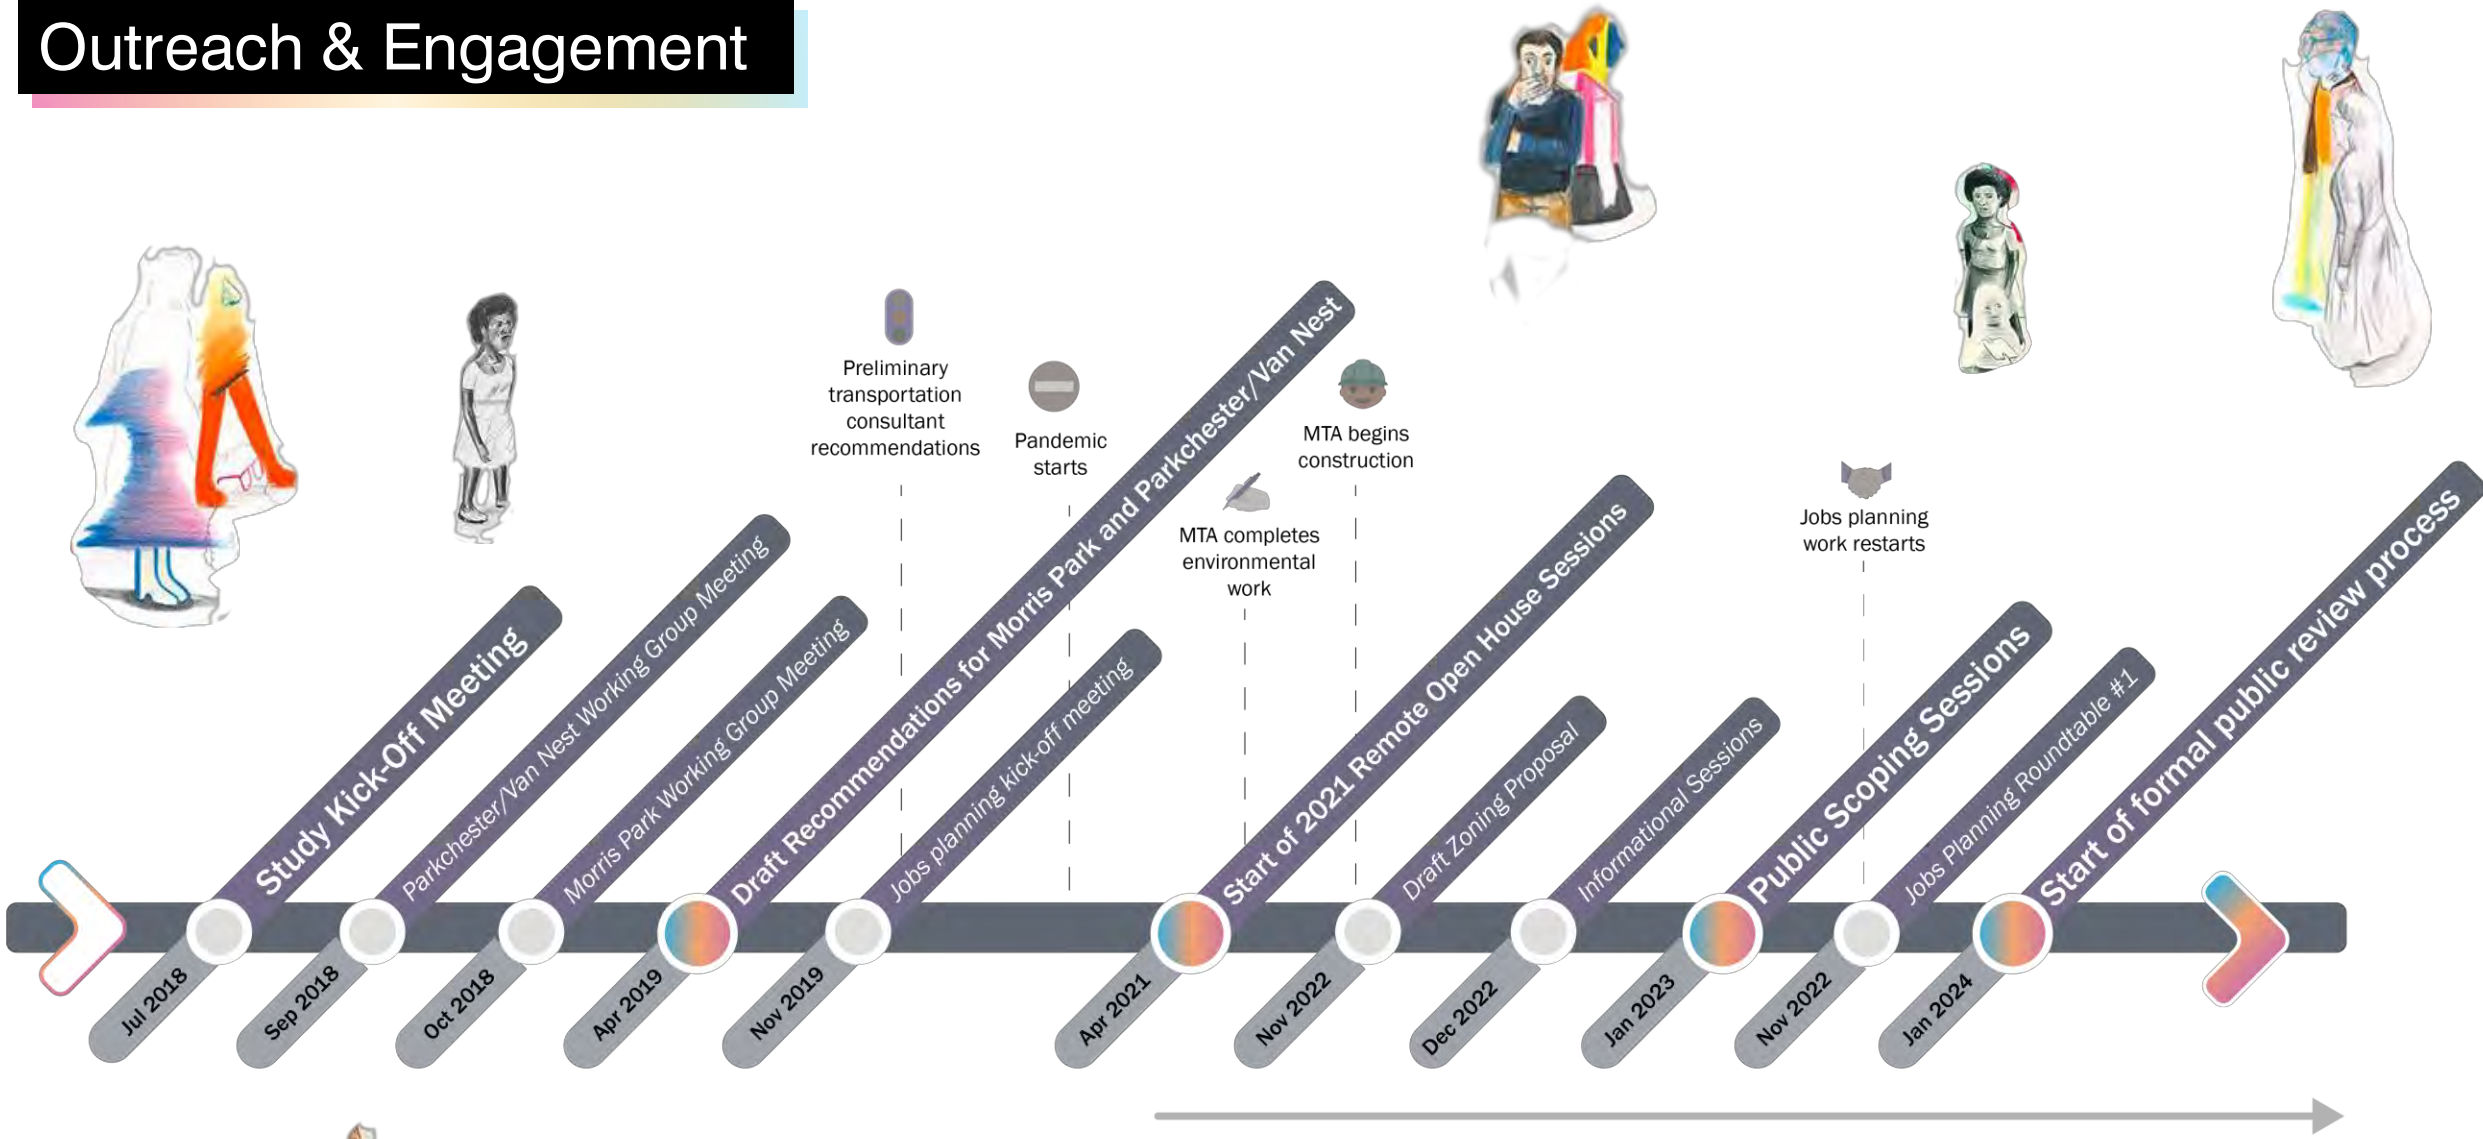 Outreach & Engagement
Preliminary
transportation
consultant
recommendations
Pandemic
starts
MTA completes
environmental
work
MTA begins
construction
Jobs planning
work restarts
Study Kick-Off Meeting
Parkchester/Van Nest Working Group Meeting
Morris Park Working Group Meeting
Draft Recommendations for Morris Park and Parkchester/Van Nest
Jobs planning kick-off meeting
Start of 2021 Remote Open House Sessions
Draft Zoning Proposal
Informational Sessions
Public Scoping Sessions
Jobs Planning Roundtable #1
Start of formal public review process
Jul 2018
Sep 2018
Oct 2018
Apr 2019
Nov 2019
Apr 2021
Nov 2022
Dec 2022
Jan 2023
Nov 2022
Jan 2024